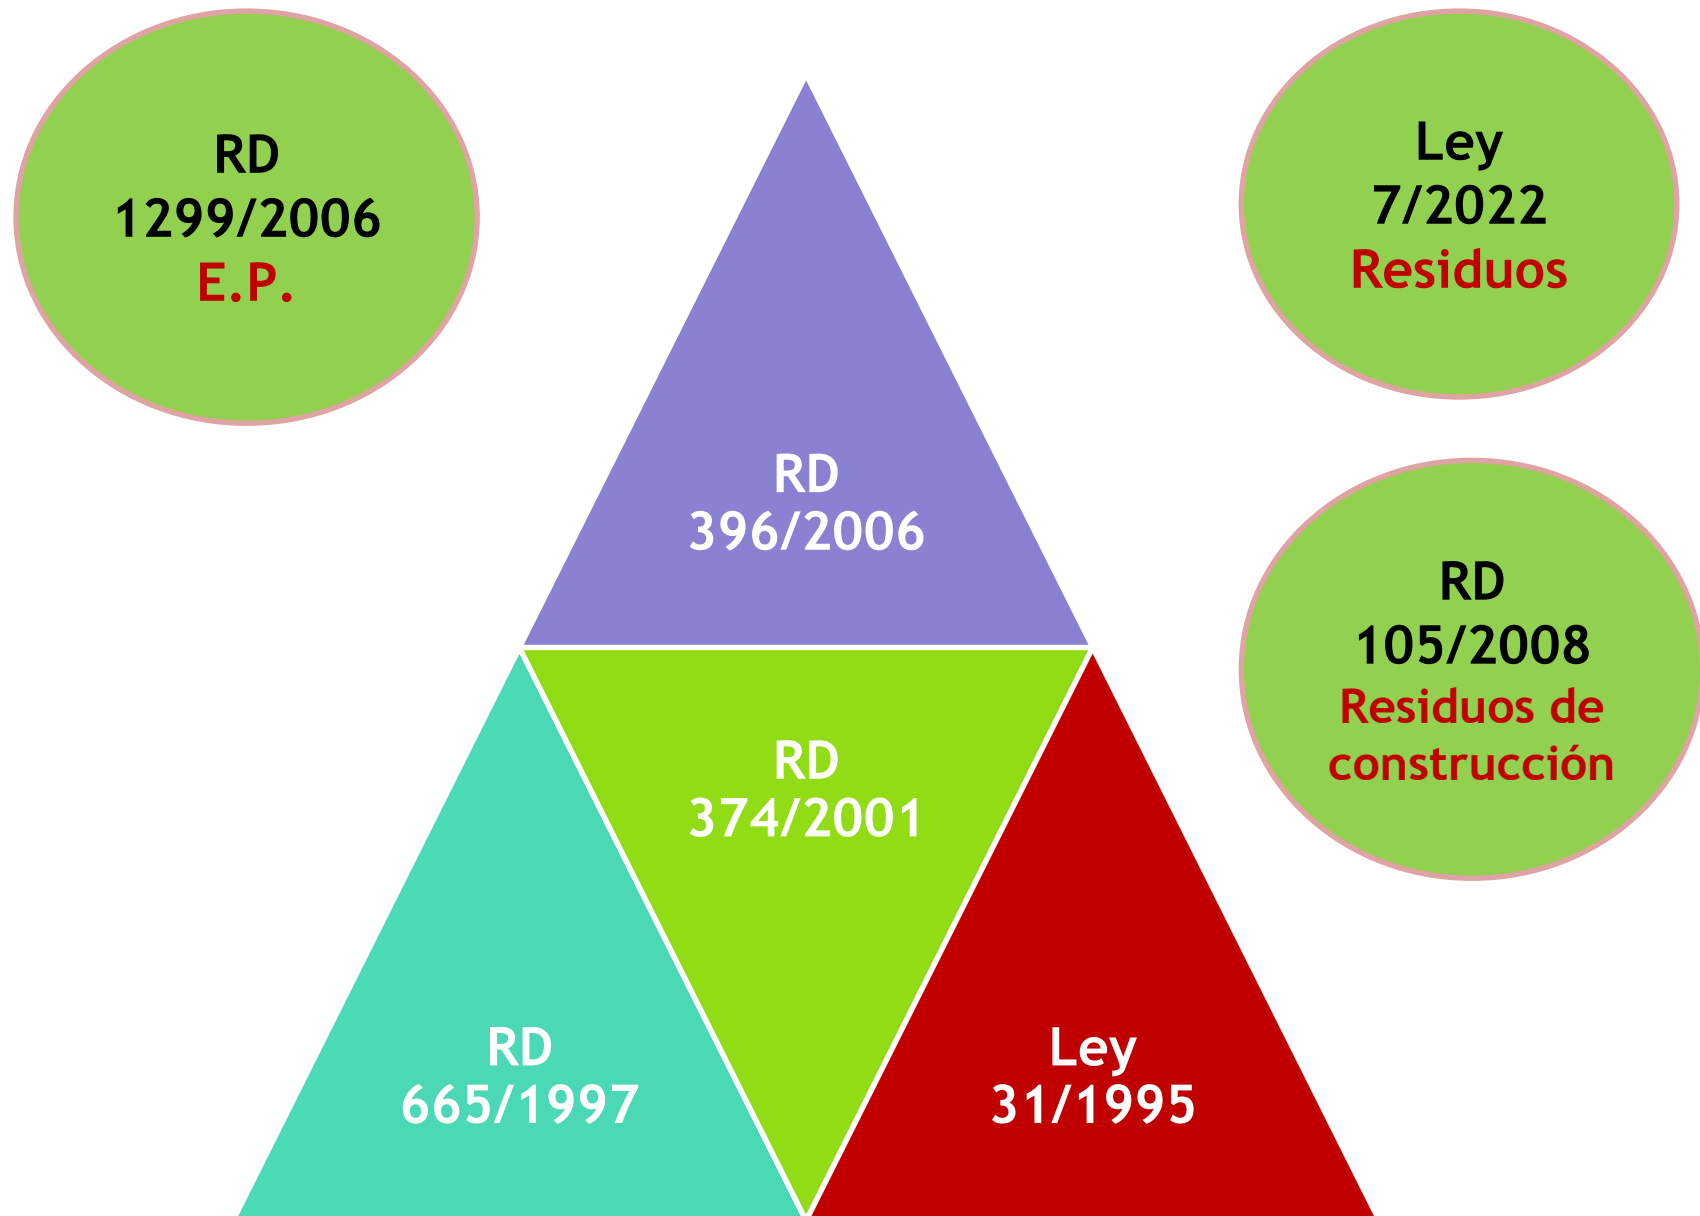 RD
1299/2006
E.P.
Ley
7/2022
Residuos
RD
396/2006
RD
105/2008
Residuos de
construcción
RD
374/2001
RD
665/1997
Ley
31/1995